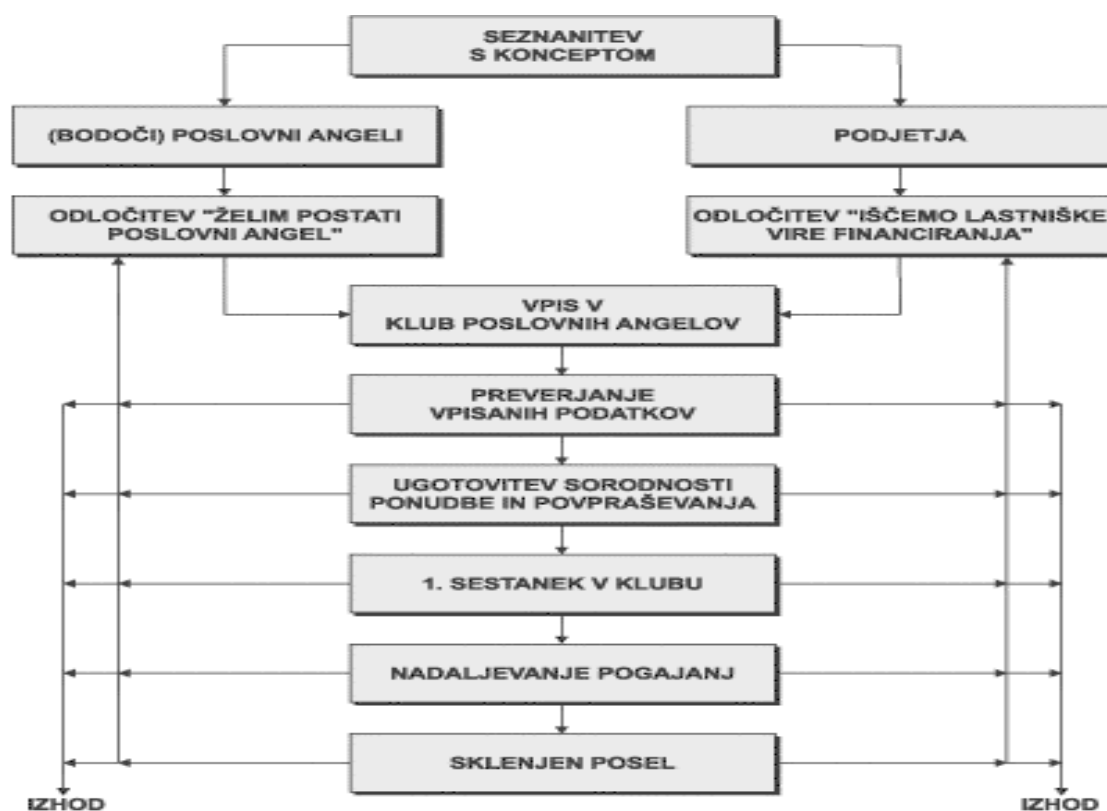 SEZNANITEV
S KONCEPTOM
(BODOČI) POSLOVNI ANGELI
PODJETJA
ODLOČITEV "ŽELIM POSTATI
POSLOVNI ANGEL"
ODLOČITEV "IŠČEMO LASTNIŠKE
VIRE FINANCIRANJA"
VPIS V
KLUB POSLOVNIH ANGELOV
PREVERJANJE
VPISANIH PODATKOV
UGOTOVITEV SORODNOSTI
PONUDBE IN POVPRAŠEVANJA
1. SESTANEK V KLUBU
NADALJEVANJE POGAJANJ
SKLENJEN POSEL
IZHOD
IZHOD